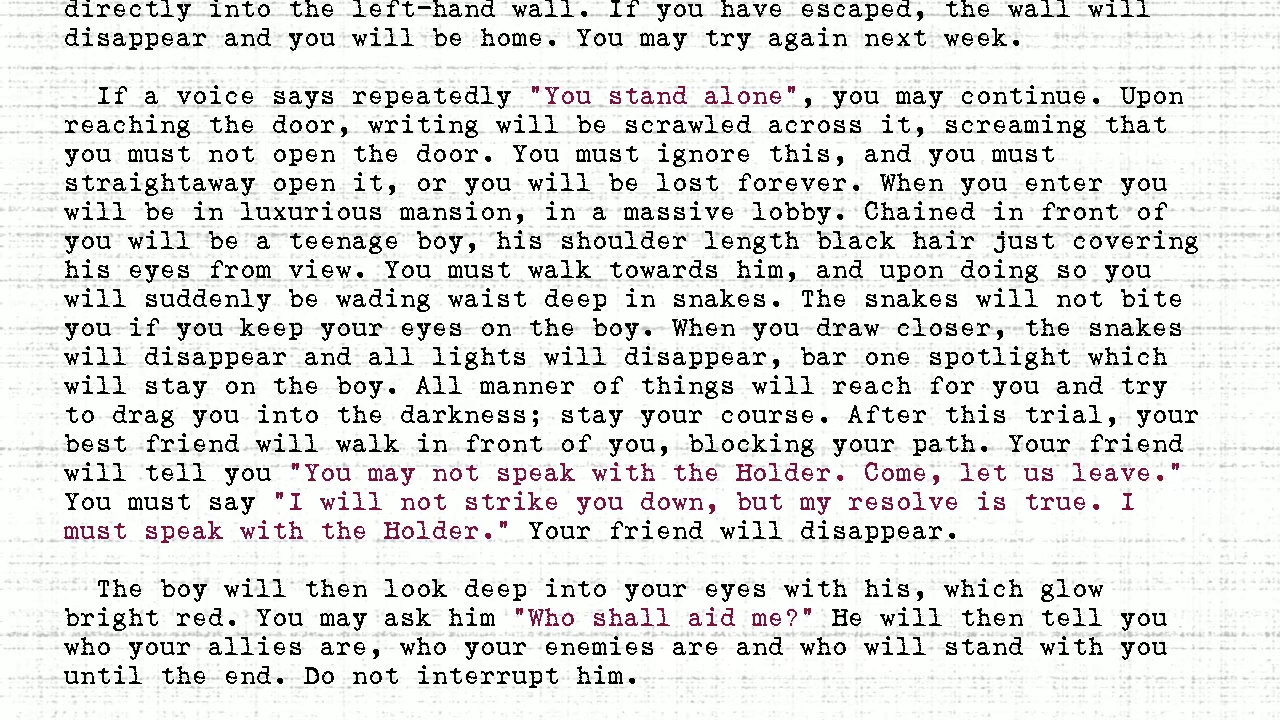 directly into the left-hand wall. If you have escaped, the wall will
disappear and you will be home. You may try again next week.
If a voice says repeatedly "You stand alone", you may continue. Upon
reaching the door, writing will be scrawled across it, screaming that
you must not open the door. You must ignore this, and you must
straightaway open it, or you will be lost forever. When you enter you
will be in luxurious mansion, in a massive lobby. Chained in front of
you will be a teenage boy, his shoulder length black hair just covering
his eyes from view. You must walk towards him, and upon doing so you
will suddenly be wading waist deep in snakes. The snakes will not bite
you if you keep your eyes on the boy. When you draw closer, the snakes
will disappear and all lights will disappear, bar one spotlight which
will stay on the boy. All manner of things will reach for you and try
to drag you into the darkness; stay your course. After this trial, your
best friend will walk in front of you, blocking your path. Your friend
will tell you "You may not speak with the Holder. Come, let us leave."
You must say "I will not strike you down, but my resolve is true. I
must speak with the Holder." Your friend will disappear.
The boy will then look deep into your eyes with his, which glow
bright red. You may ask him "Who shall aid me?" He will then tell you
who your allies are, who your enemies are and who will stand with you
until the end. Do not interrupt him.